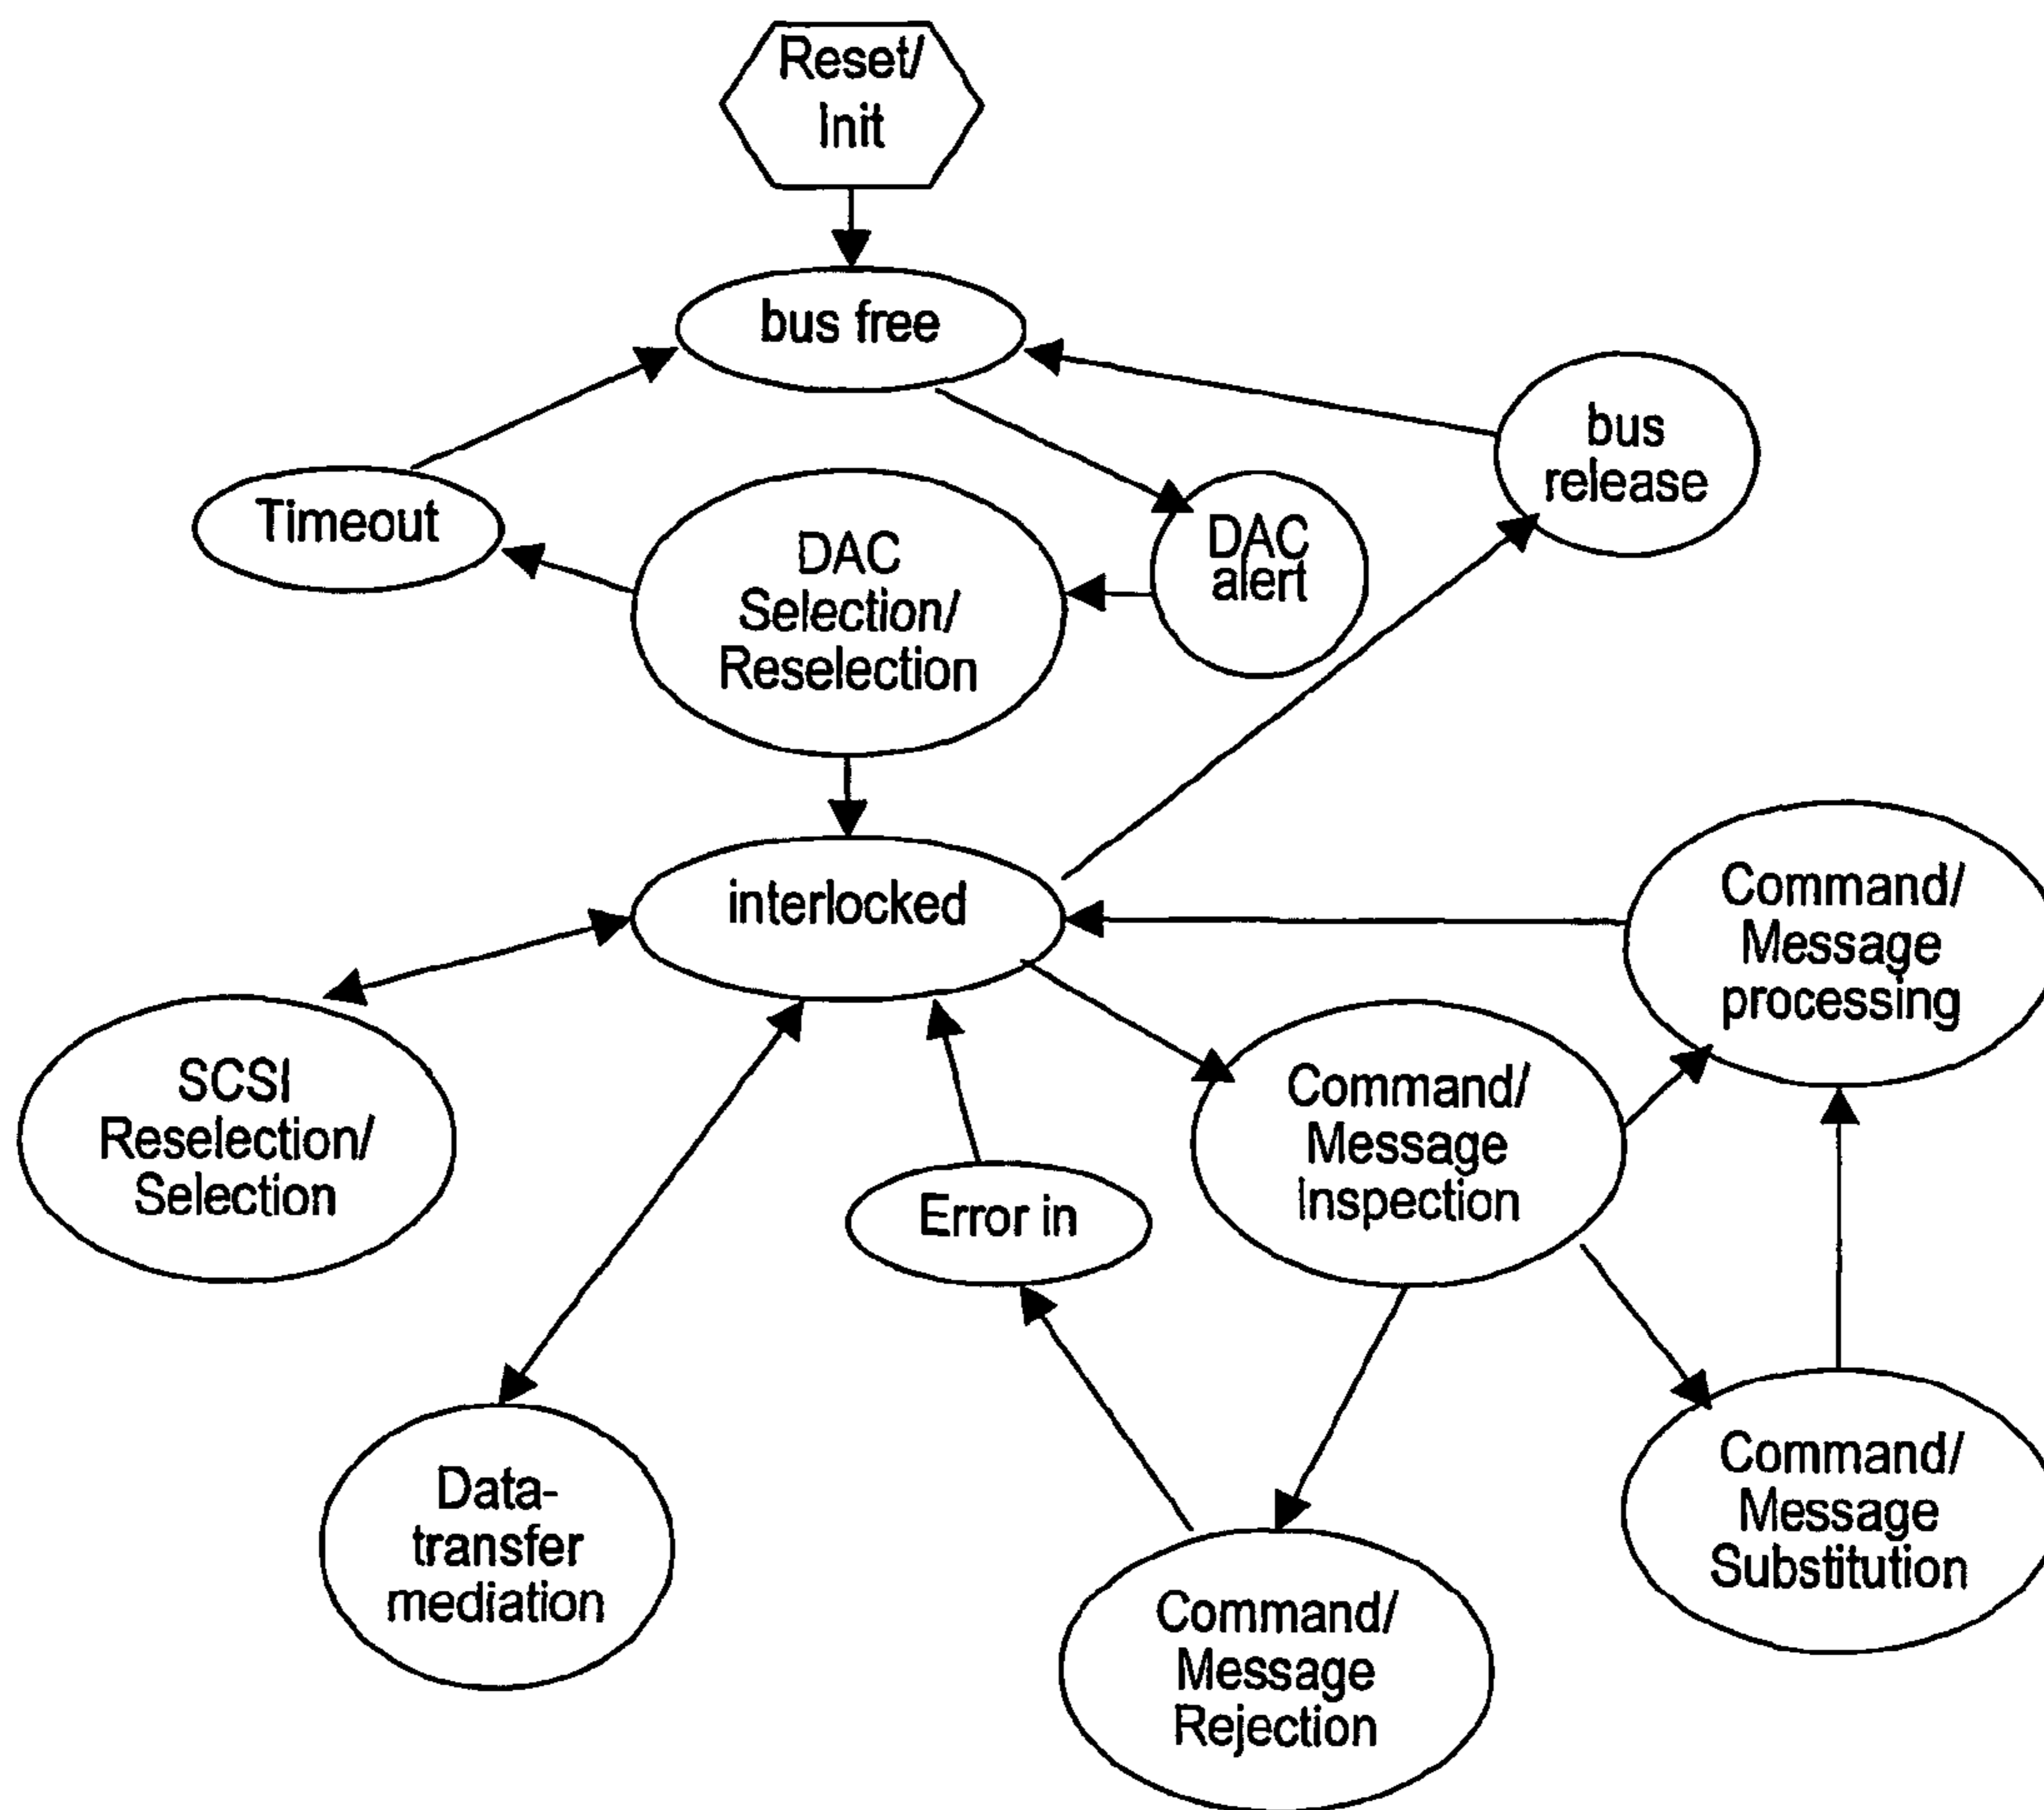 Reset/
Init
bus free
bus
release
Timeout
DAC
alert
DAC
Selection/
Reselection
interlocked
Command/
Message
processing
SCSI
Reselection/
Selection
Error in
Command/
Message
Inspection
Data-
transfer
mediation
Command/
Message
Rejection
Command/
Message
Substitution